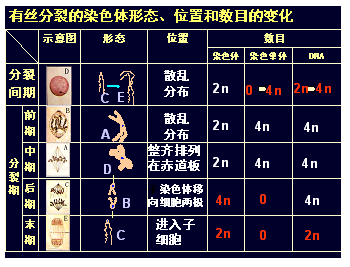 有丝分裂的染色体形态、位置和数目的变化
示意图 形态 位置 数目
染色体 染色单体 DNA
分裂间期 D C E 散乱分布 2n 0 4n 2n 4n
分裂期
前期 B A 散乱分布 2n 4n 4n
中期 A D 整齐排列在赤道板 2n 4n 4n
后期 C B 染色体移向细胞两极 4n 0 4n
末期 E C 进入子细胞 2n 0 2n